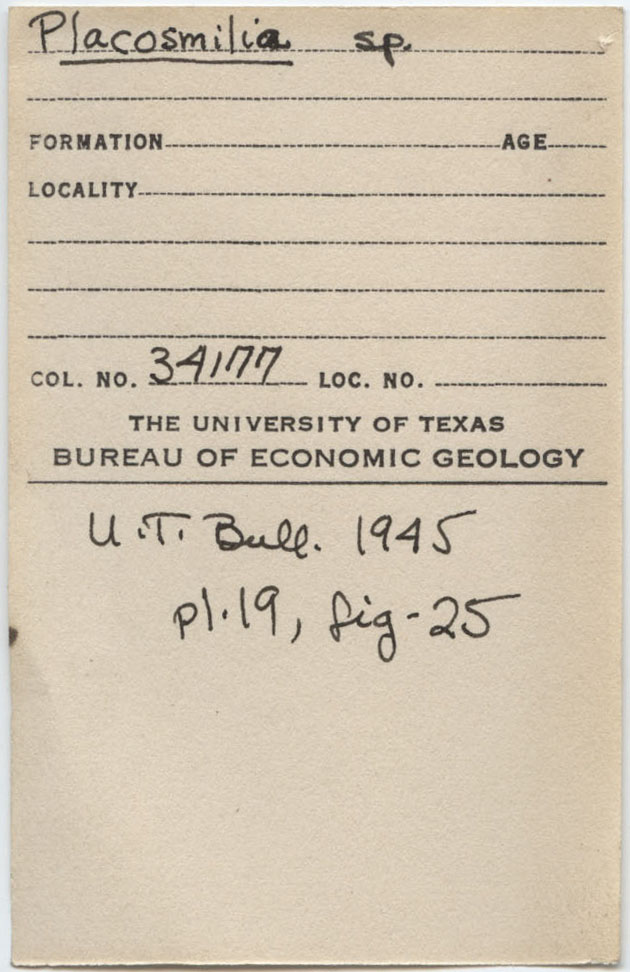 Placosmilia sp.
FORMATION AGE
LOCALITY
COL. NO. 34177 LOC. NO.
THE UNIVERSITY OF TEXAS
BUREAU OF ECONOMIC GEOLOGY
U.T. Bull. 1945
pl. 19, fig-25